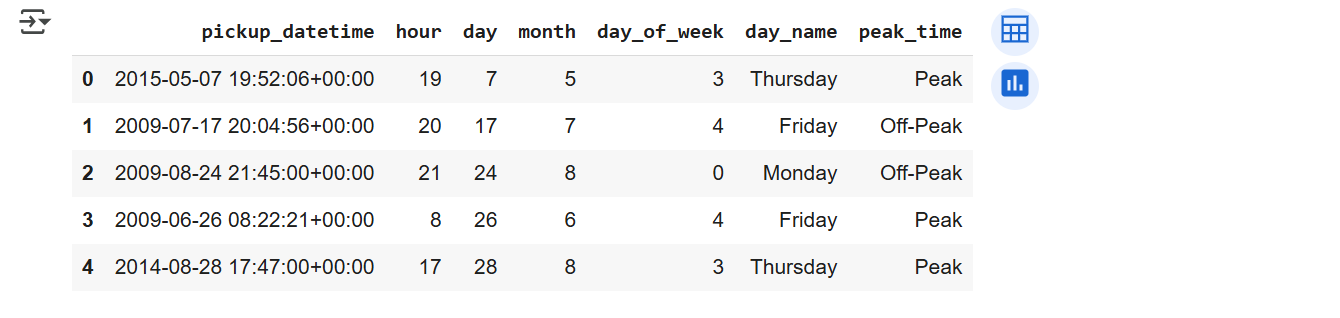 pickup_datetime hour day month day_of_week day_name peak_time
0 2015-05-07 19:52:06+00:00 19 7 5 3 Thursday Peak
1 2009-07-17 20:04:56+00:00 20 17 7 4 Friday Off-Peak
2 2009-08-24 21:45:00+00:00 21 24 8 0 Monday Off-Peak
3 2009-06-26 08:22:21+00:00 8 26 6 4 Friday Peak
4 2014-08-28 17:47:00+00:00 17 28 8 3 Thursday Peak